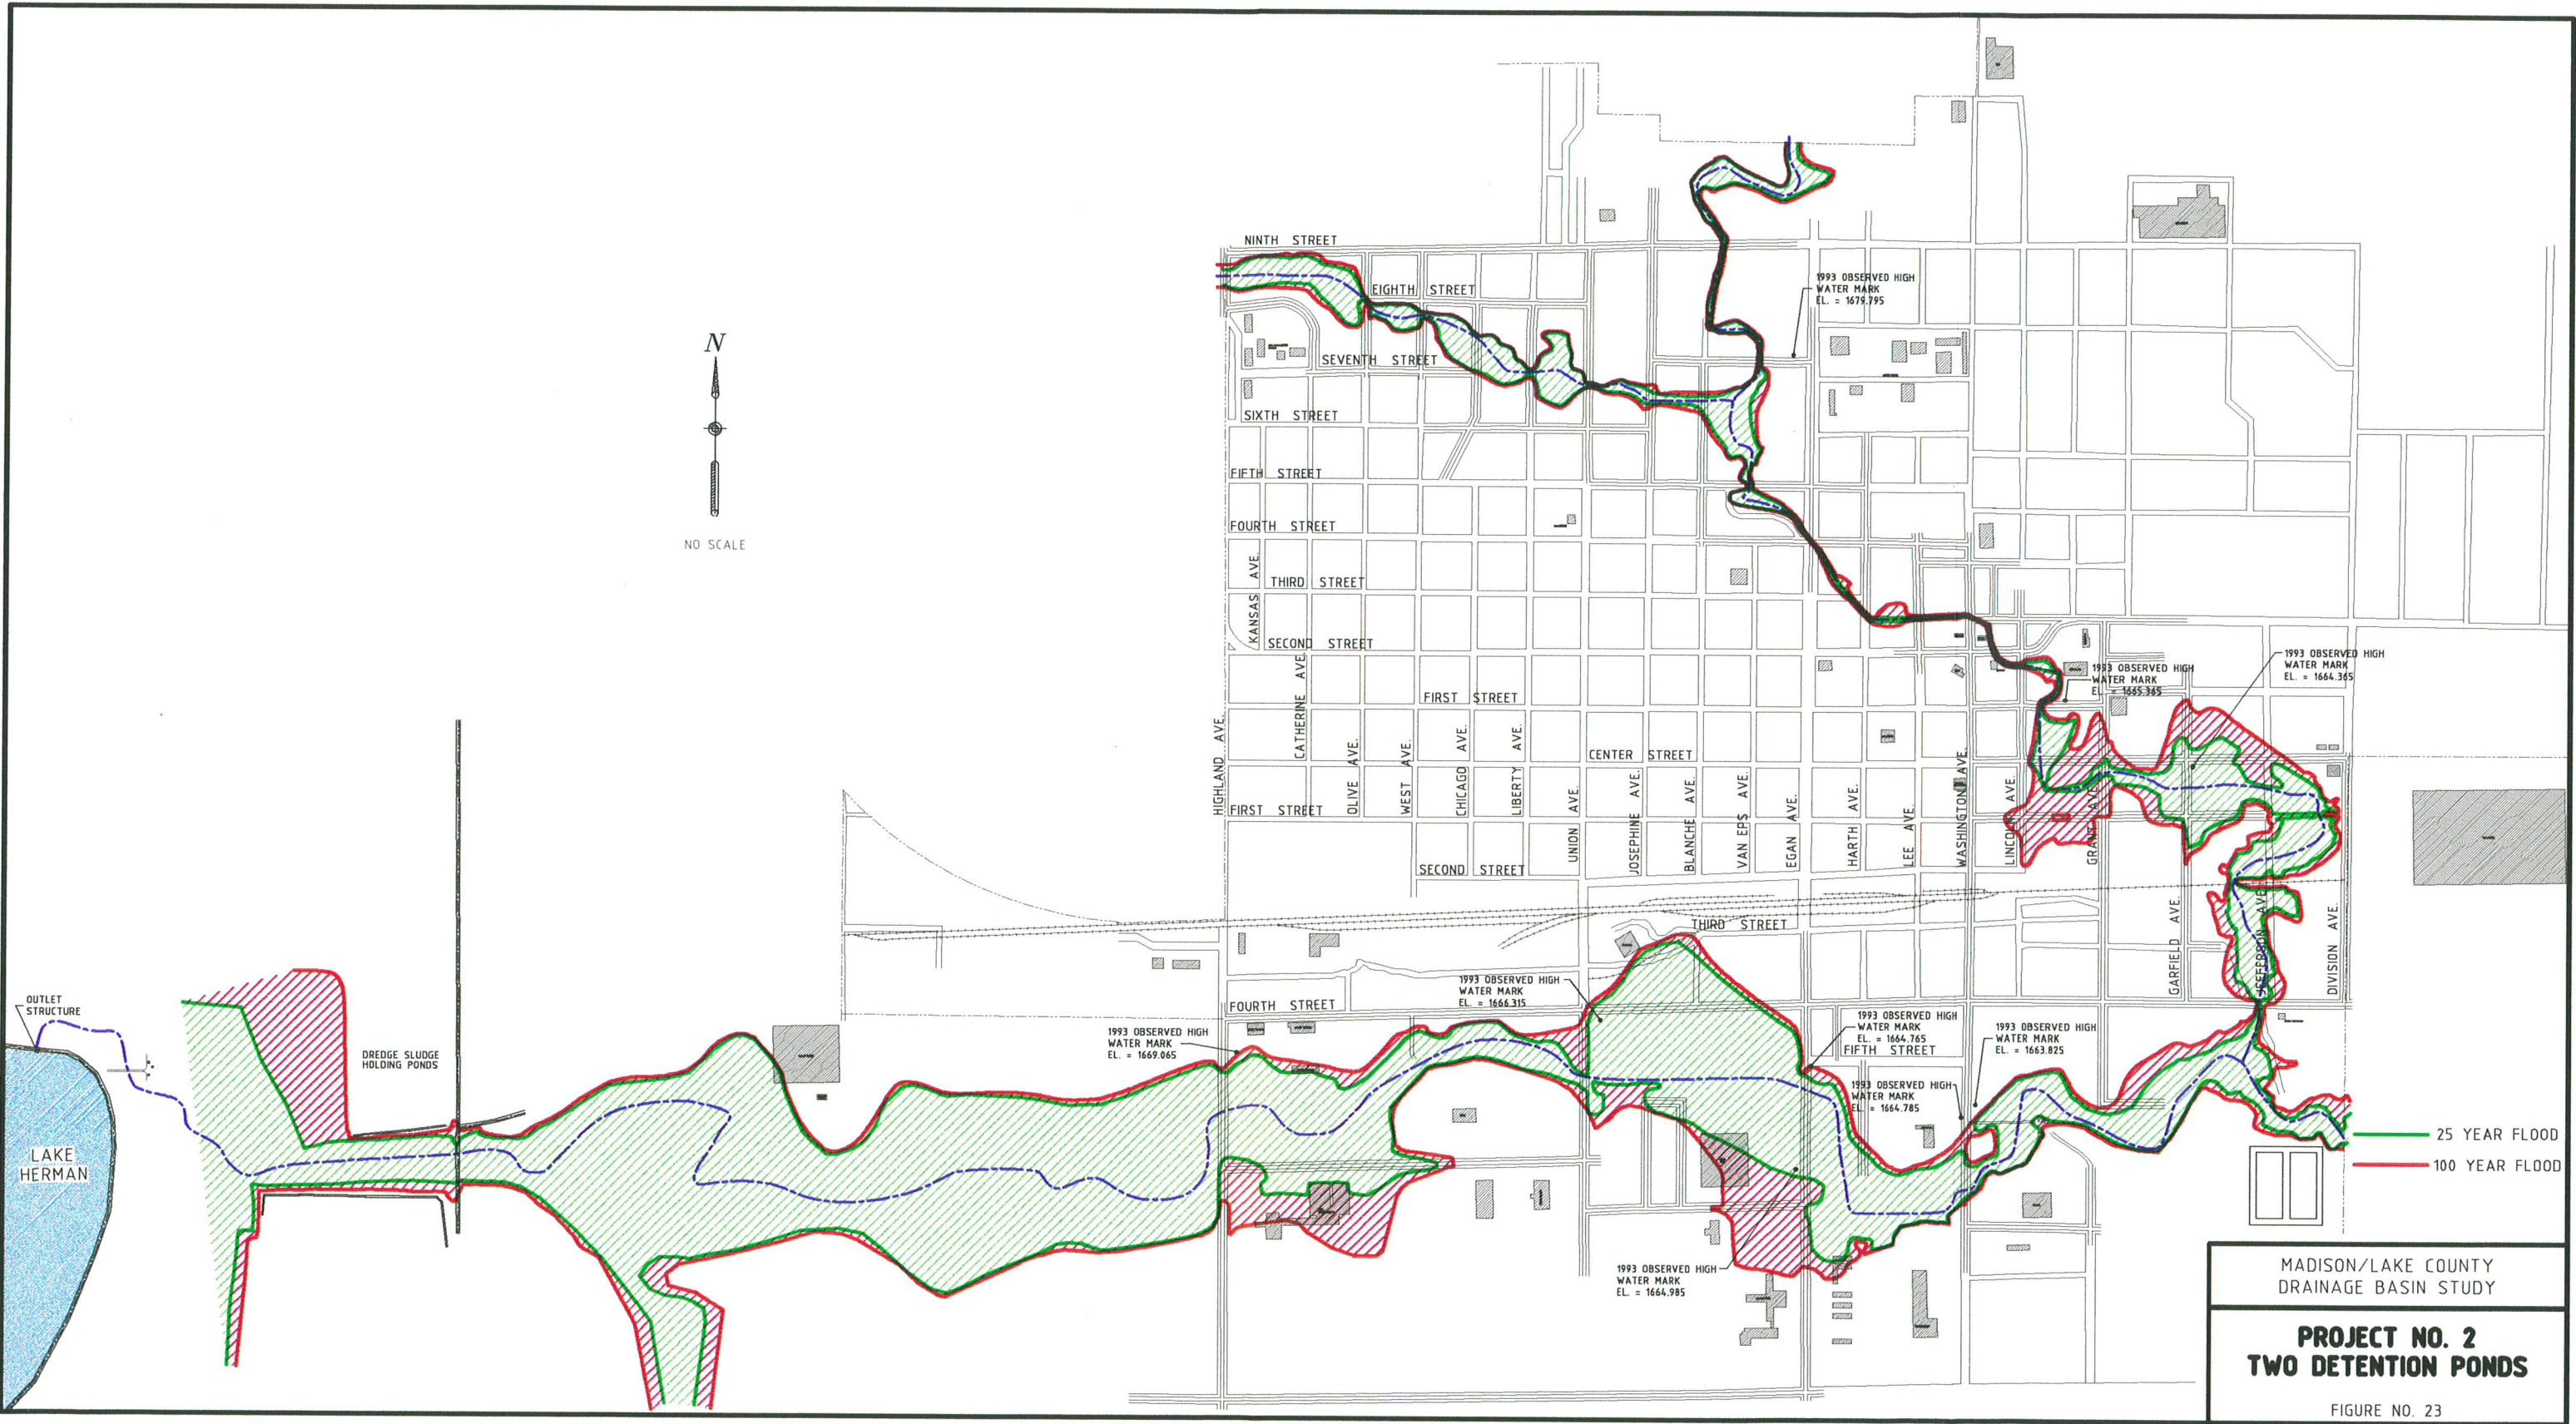 NINTH STREET
1993 OBSERVED HIGH
WATER MARK
EL. = 1679.795
EIGHTH STREET
N
SEVENTH STREET
SIXTH STREET
FIFTH STREET
FOURTH STREET
NO SCALE
KANSAS AVE.
THIRD STREET
SECOND STREET
1993 OBSERVED HIGH
WATER MARK
EL. = 1664.365
1993 OBSERVED HIGH
WATER MARK
EL. = 1665.365
CATHERINE AVE.
FIRST STREET
HIGHLAND AVE.
OLIVE AVE.
WEST AVE.
CHICAGO AVE.
LIBERTY AVE.
CENTER STREET
UNION AVE.
JOSEPHINE AVE.
BLANCHE AVE.
VAN EPS AVE.
EGAN AVE.
HARTH AVE.
LEE AVE.
WASHINGTON AVE.
LINCOLN AVE.
GRANT AVE.
FIRST STREET
SECOND STREET
THIRD STREET
GARFIELD AVE.
JEFFERSON AVE.
DIVISION AVE.
1993 OBSERVED HIGH
WATER MARK
EL. = 1666.315
OUTLET
STRUCTURE
FOURTH STREET
1993 OBSERVED HIGH
WATER MARK
EL. = 1664.765
FIFTH STREET
1993 OBSERVED HIGH
WATER MARK
EL. = 1663.825
1993 OBSERVED HIGH
WATER MARK
EL. = 1669.065
DREDGE SLUDGE
HOLDING PONDS
1993 OBSERVED HIGH
WATER MARK
EL. = 1664.785
LAKE
HERMAN
25 YEAR FLOOD
100 YEAR FLOOD
1993 OBSERVED HIGH
WATER MARK
EL. = 1664.985
MADISON/LAKE COUNTY
DRAINAGE BASIN STUDY
PROJECT NO. 2
TWO DETENTION PONDS
FIGURE NO. 23